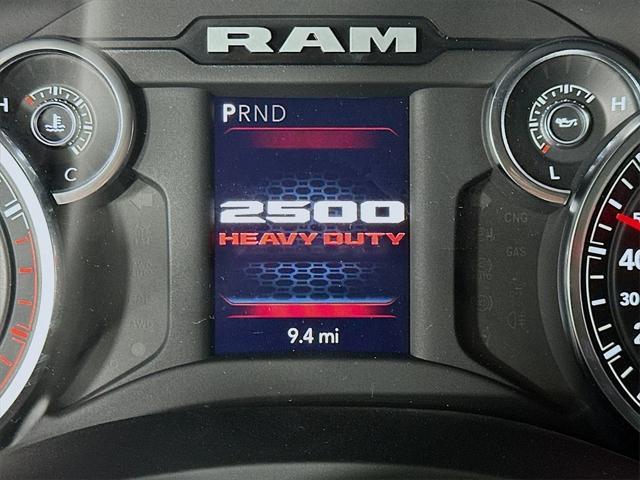 RAM
H
H
PRND
C
L
2500
HEAVY DUTY
CNG
GAS
40
30
9.4 mi